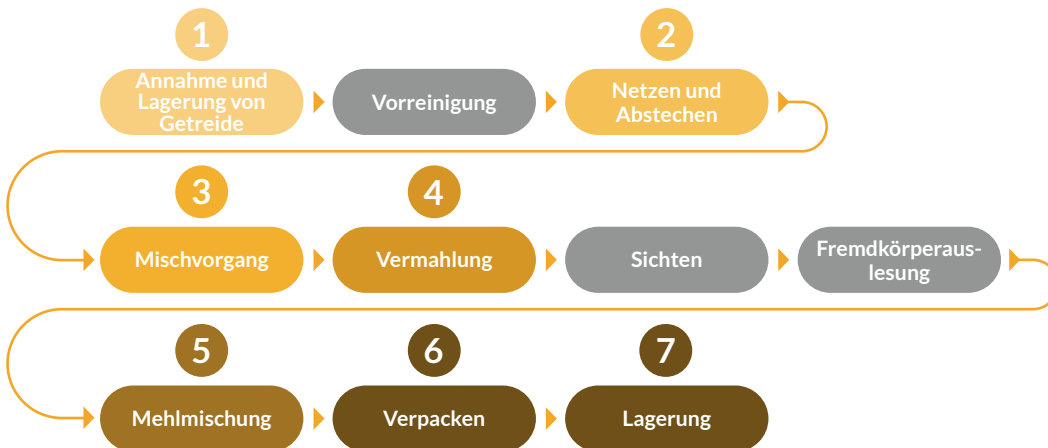 1
Annahme und
Lagerung von
Getreide
Vorreinigung
2
Netzen und
Abstechen
3
Mischvorgang
4
Vermahlung
Sichten
Fremdkörperaus-
lesung
5
Mehlmischung
6
Verpacken
7
Lagerung